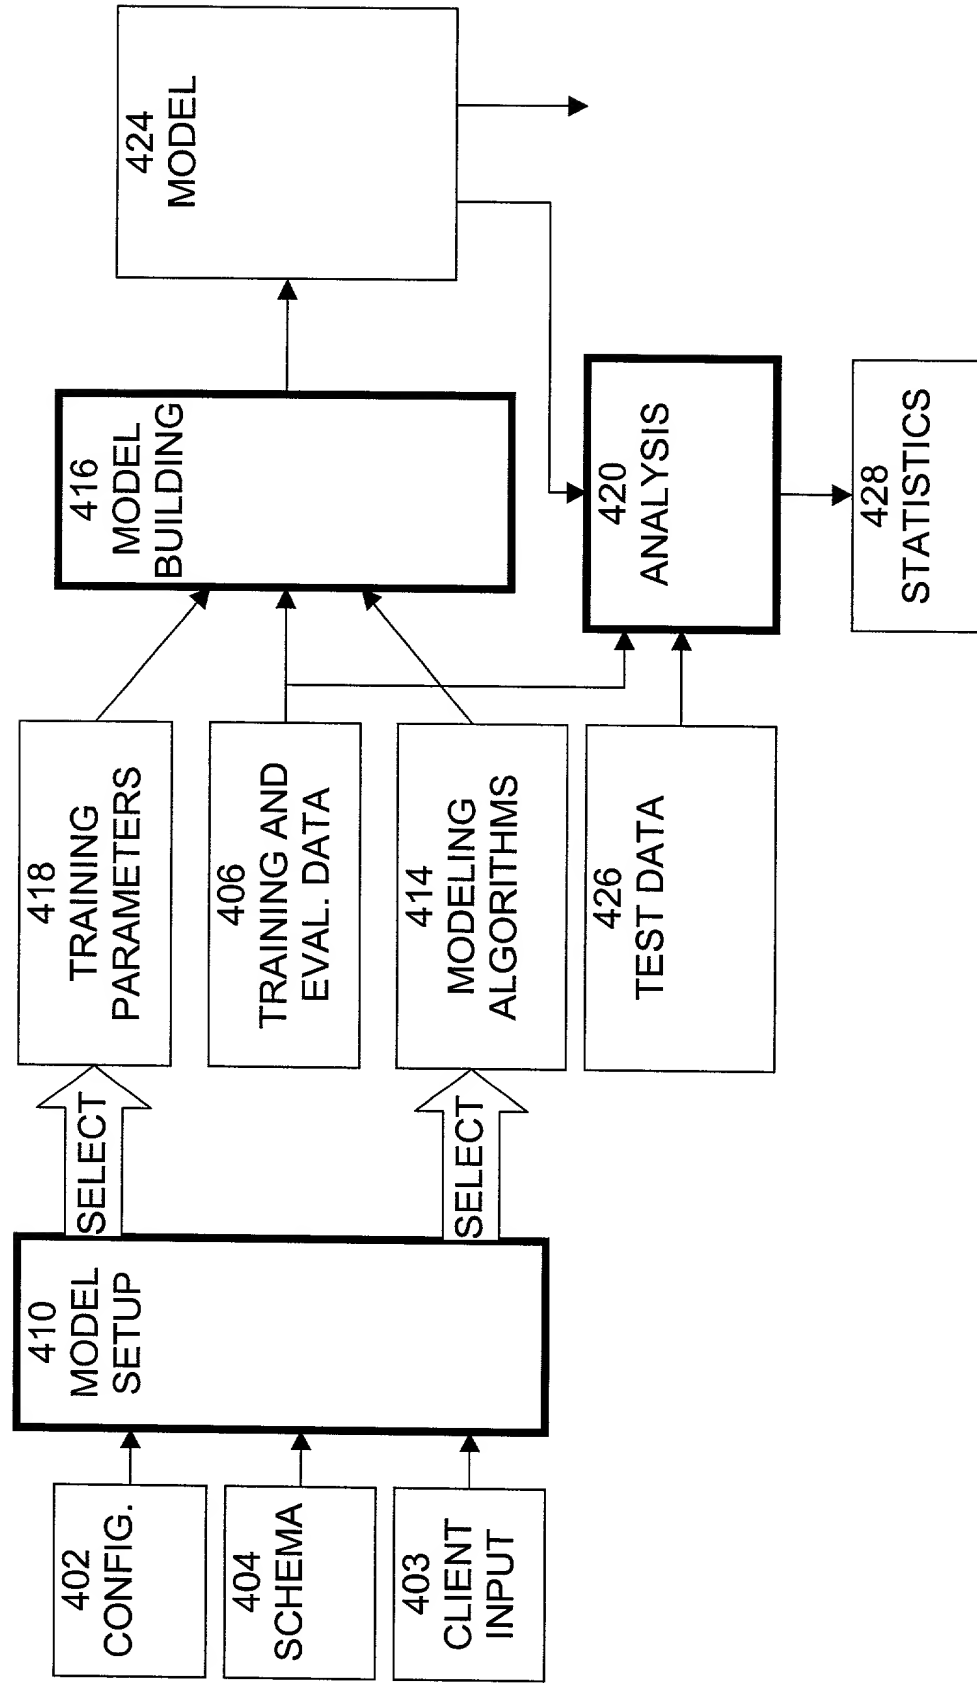 402
CONFIG.
404
SCHEMA
403
CLIENT
INPUT
410
MODEL
SETUP
SELECT
SELECT
418
TRAINING
PARAMETERS
406
TRAINING AND
EVAL. DATA
414
MODELING
ALGORITHMS
426
TEST DATA
416
MODEL
BUILDING
420
ANALYSIS
424
MODEL
428
STATISTICS